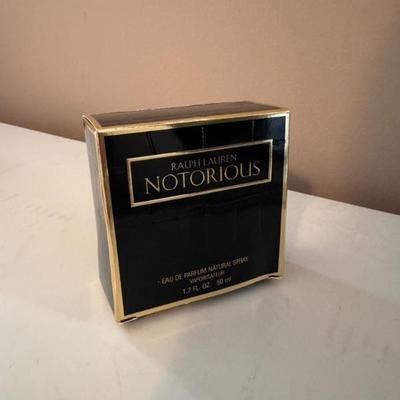 RALPH LAUREN
NOTORIOUS
- EAU DE PARFUM NATURAL SPRAY
VAPORISATEUR
1.7 FL. OZ 50 ml